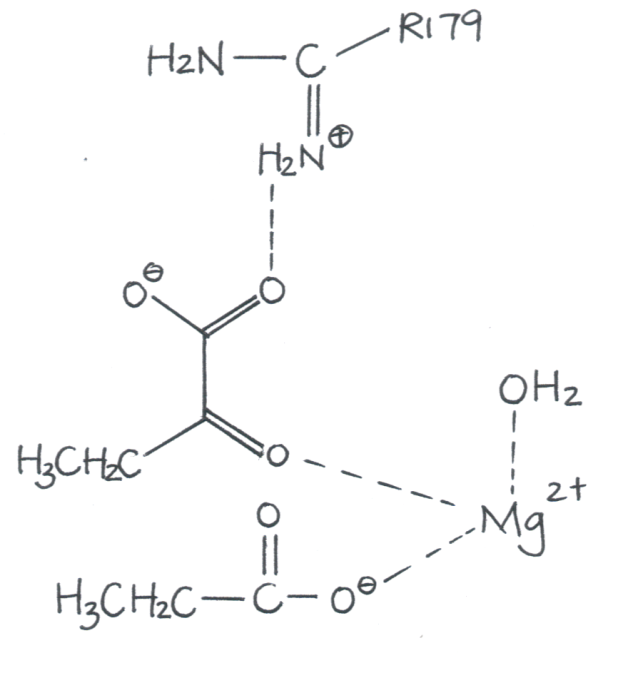 H2N C R179
H2N⊕
O⊖ O
OH2
H3CH2C O
O Mg2+
H3CH2C C O⊖